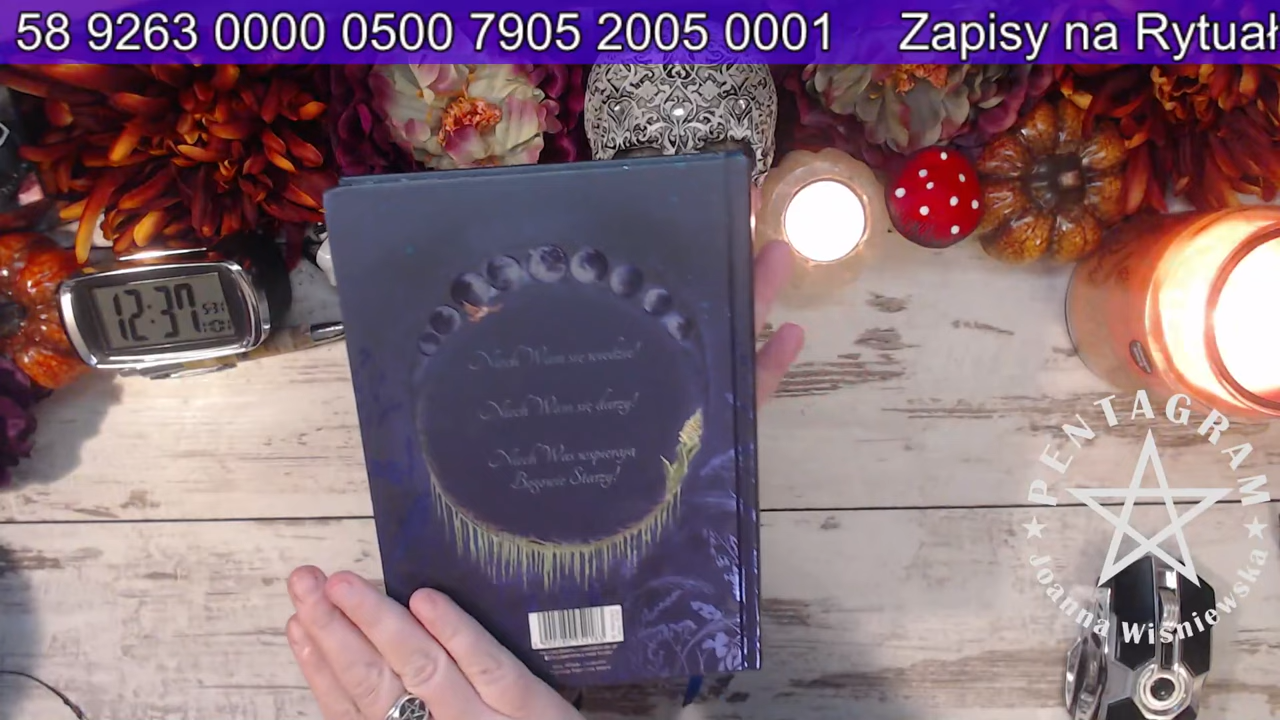 58 9263 0000 0500 7905 2005 0001 Zapisy na Rytuał
12:37
Niech Wam się wiedzie!
Niech Wam się darzy!
Niech Was wspierają
Bogowie Starzy!
PENTAGRAM
Joanna Wiśniewska